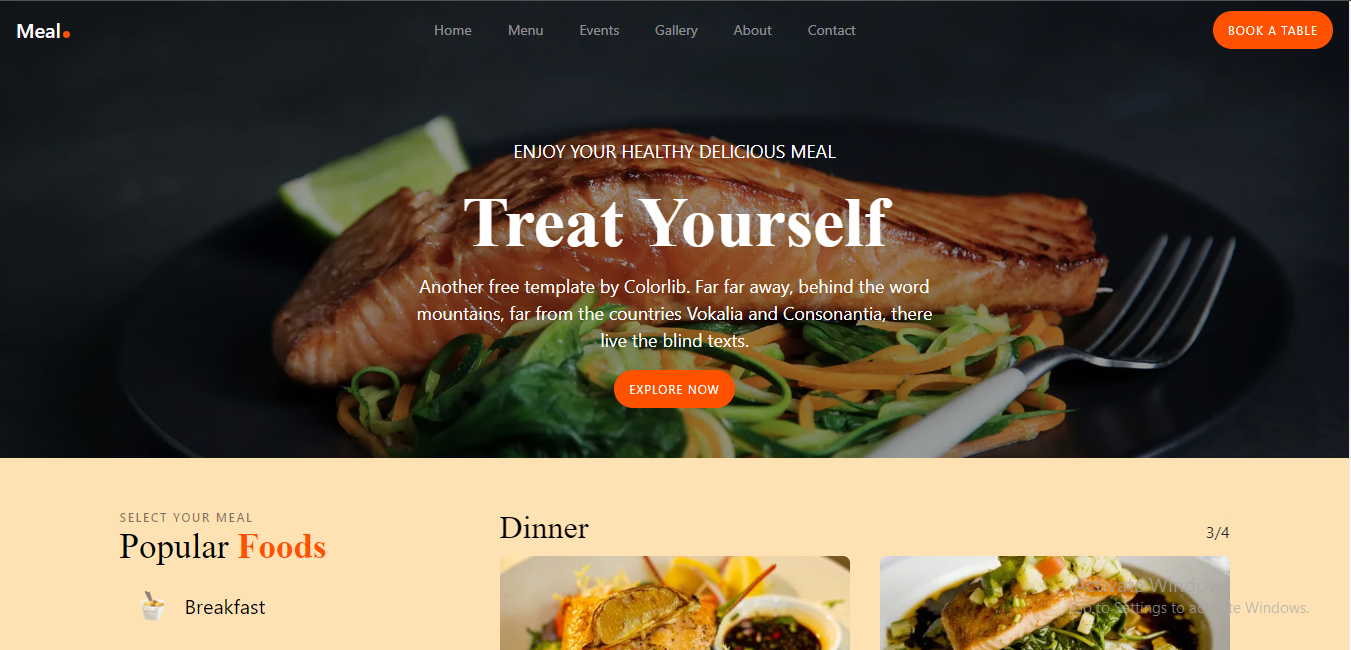 Meal.
Home Menu Events Gallery About Contact
BOOK A TABLE
ENJOY YOUR HEALTHY DELICIOUS MEAL
Treat Yourself
Another free template by Colorlib. Far far away, behind the word
mountains, far from the countries Vokalia and Consonantia, there
live the blind texts.
EXPLORE NOW
SELECT YOUR MEAL
Popular Foods
Breakfast
Dinner
3/4
Activate Windows
Go to Settings to activate Windows.